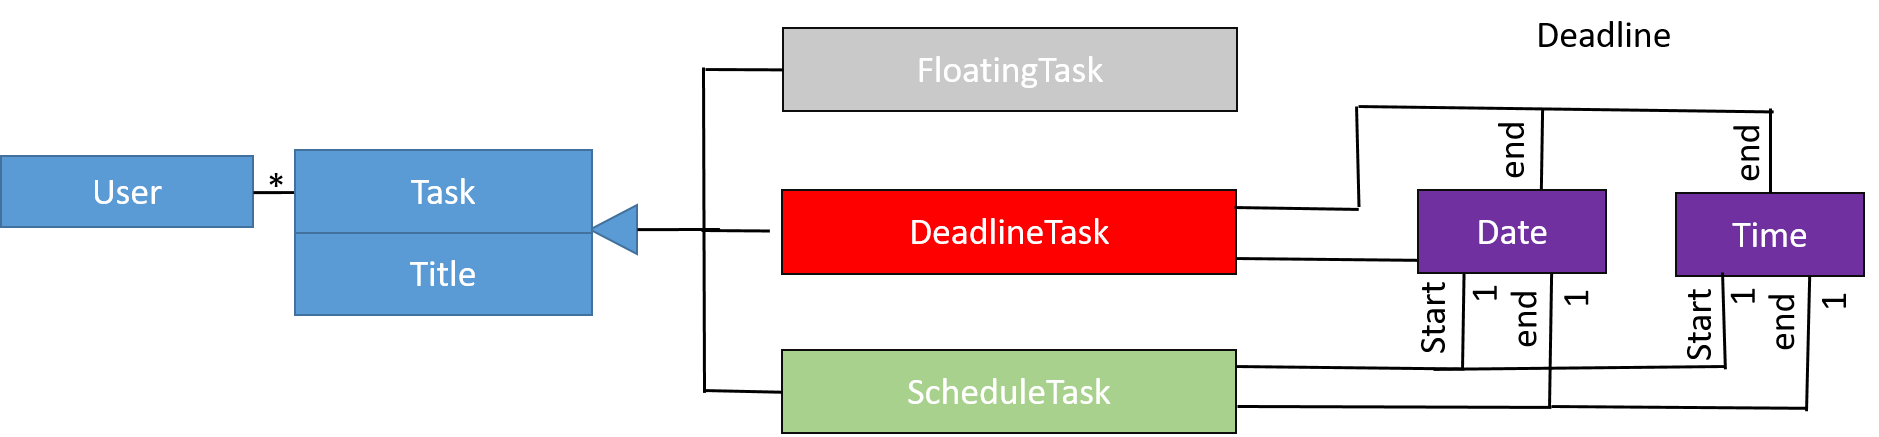 Deadline
FloatingTask
end
end
User
*
Task
Title
DeadlineTask
Date
Time
Start
1
end
1
Start
1
end
1
ScheduleTask